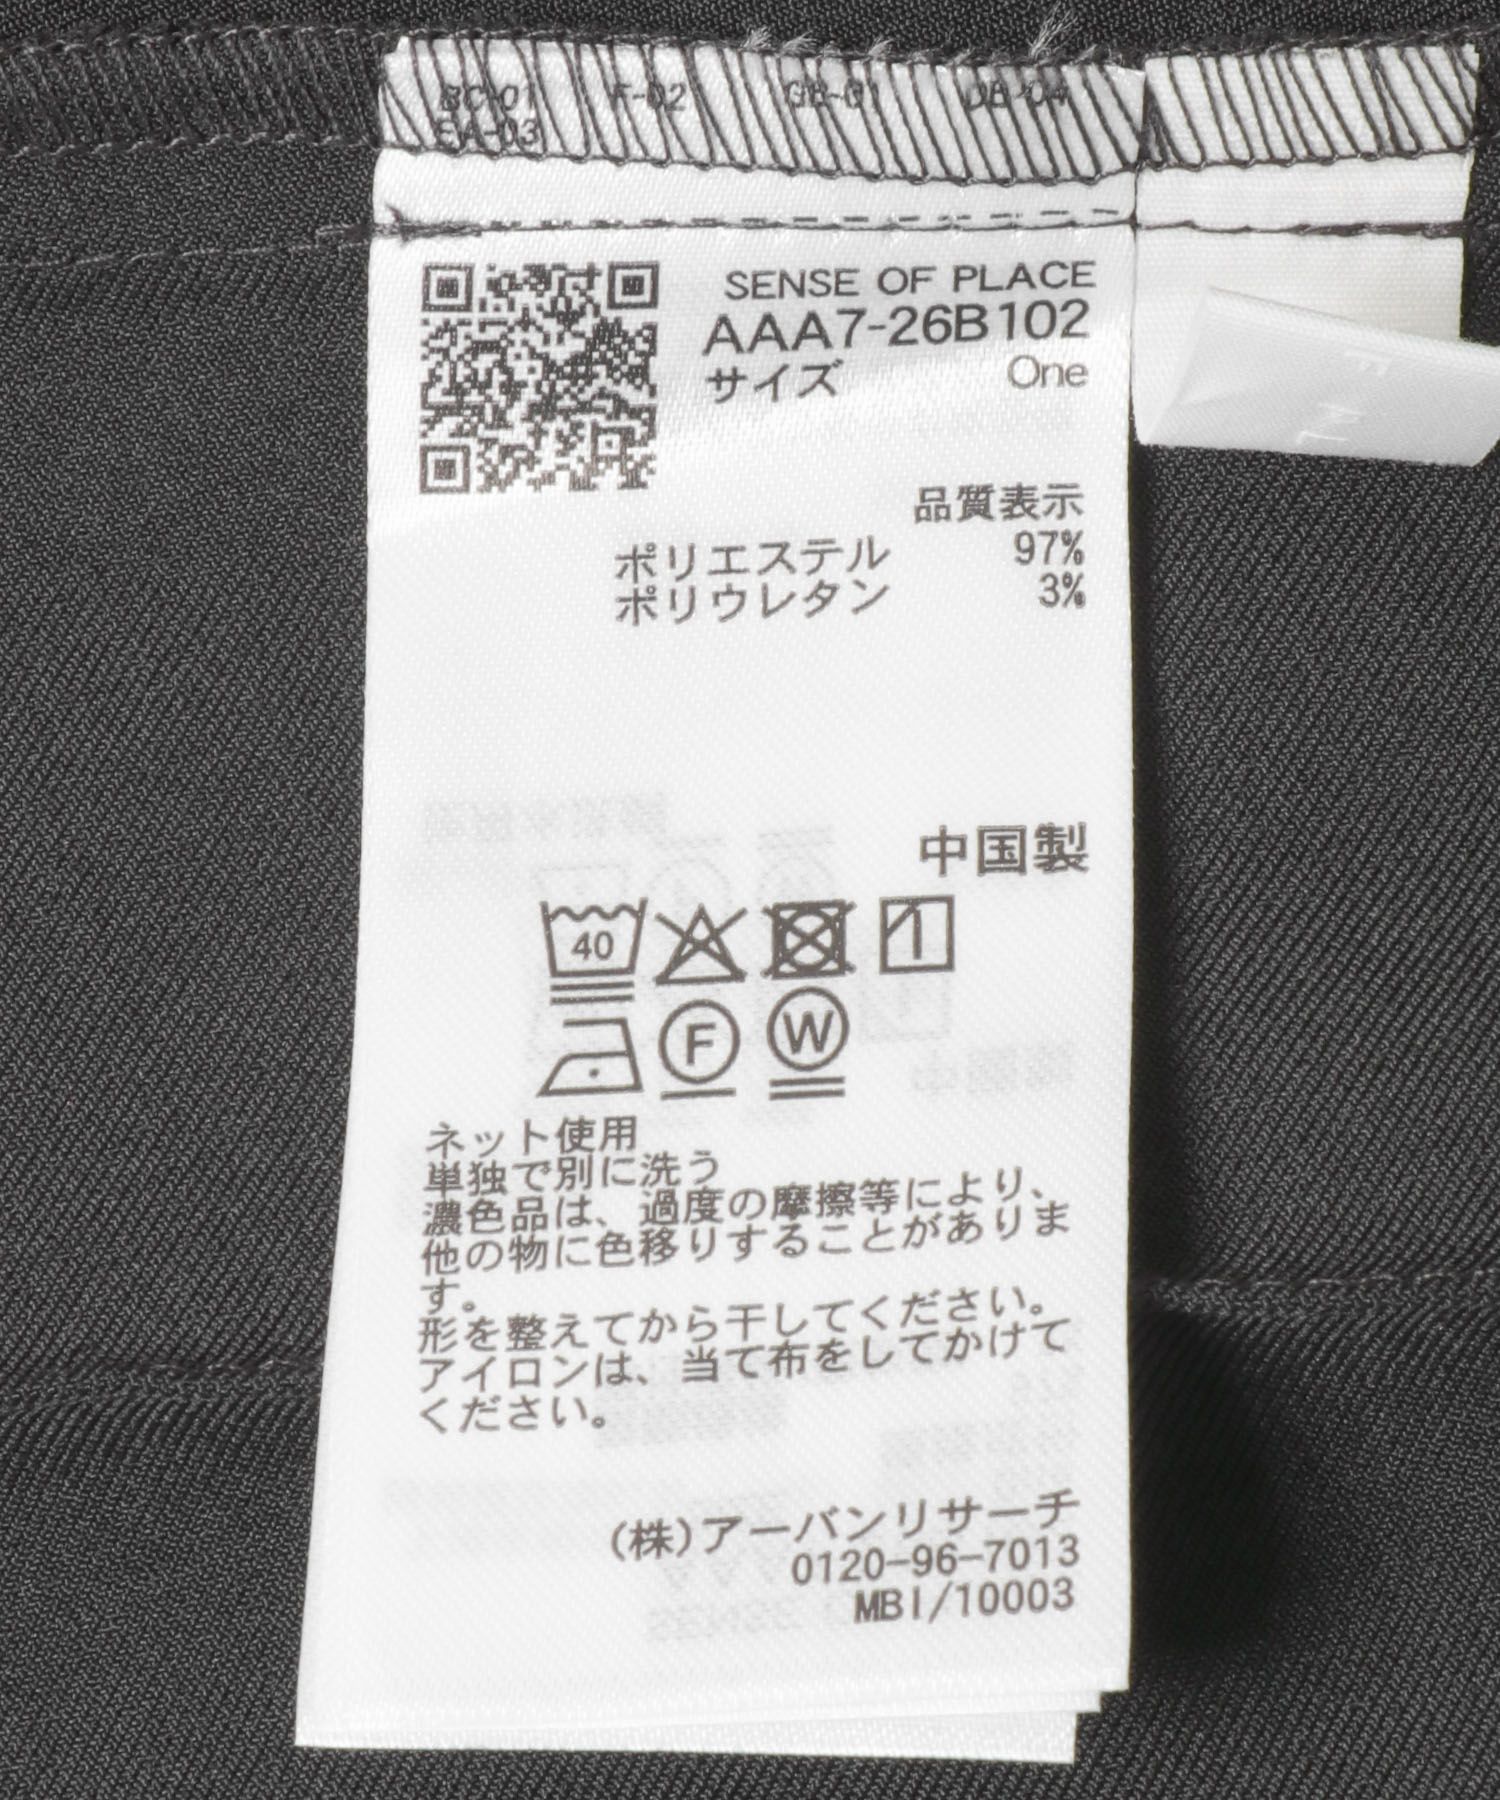 F-02
SENSE OF PLACE
AAA7-26B102
サイズ One
品質表示
ポリエステル 97%
ポリウレタン 3%
中国製
40
F W
ネット使用
単独で別に洗う
濃色品は、過度の摩擦等により、
他の物に色移りすることがありま
す。
形を整えてから干してください。
アイロンは、当て布をしてかけて
ください。
(株)アーバンリサーチ
0120-96-7013
MBI/10003